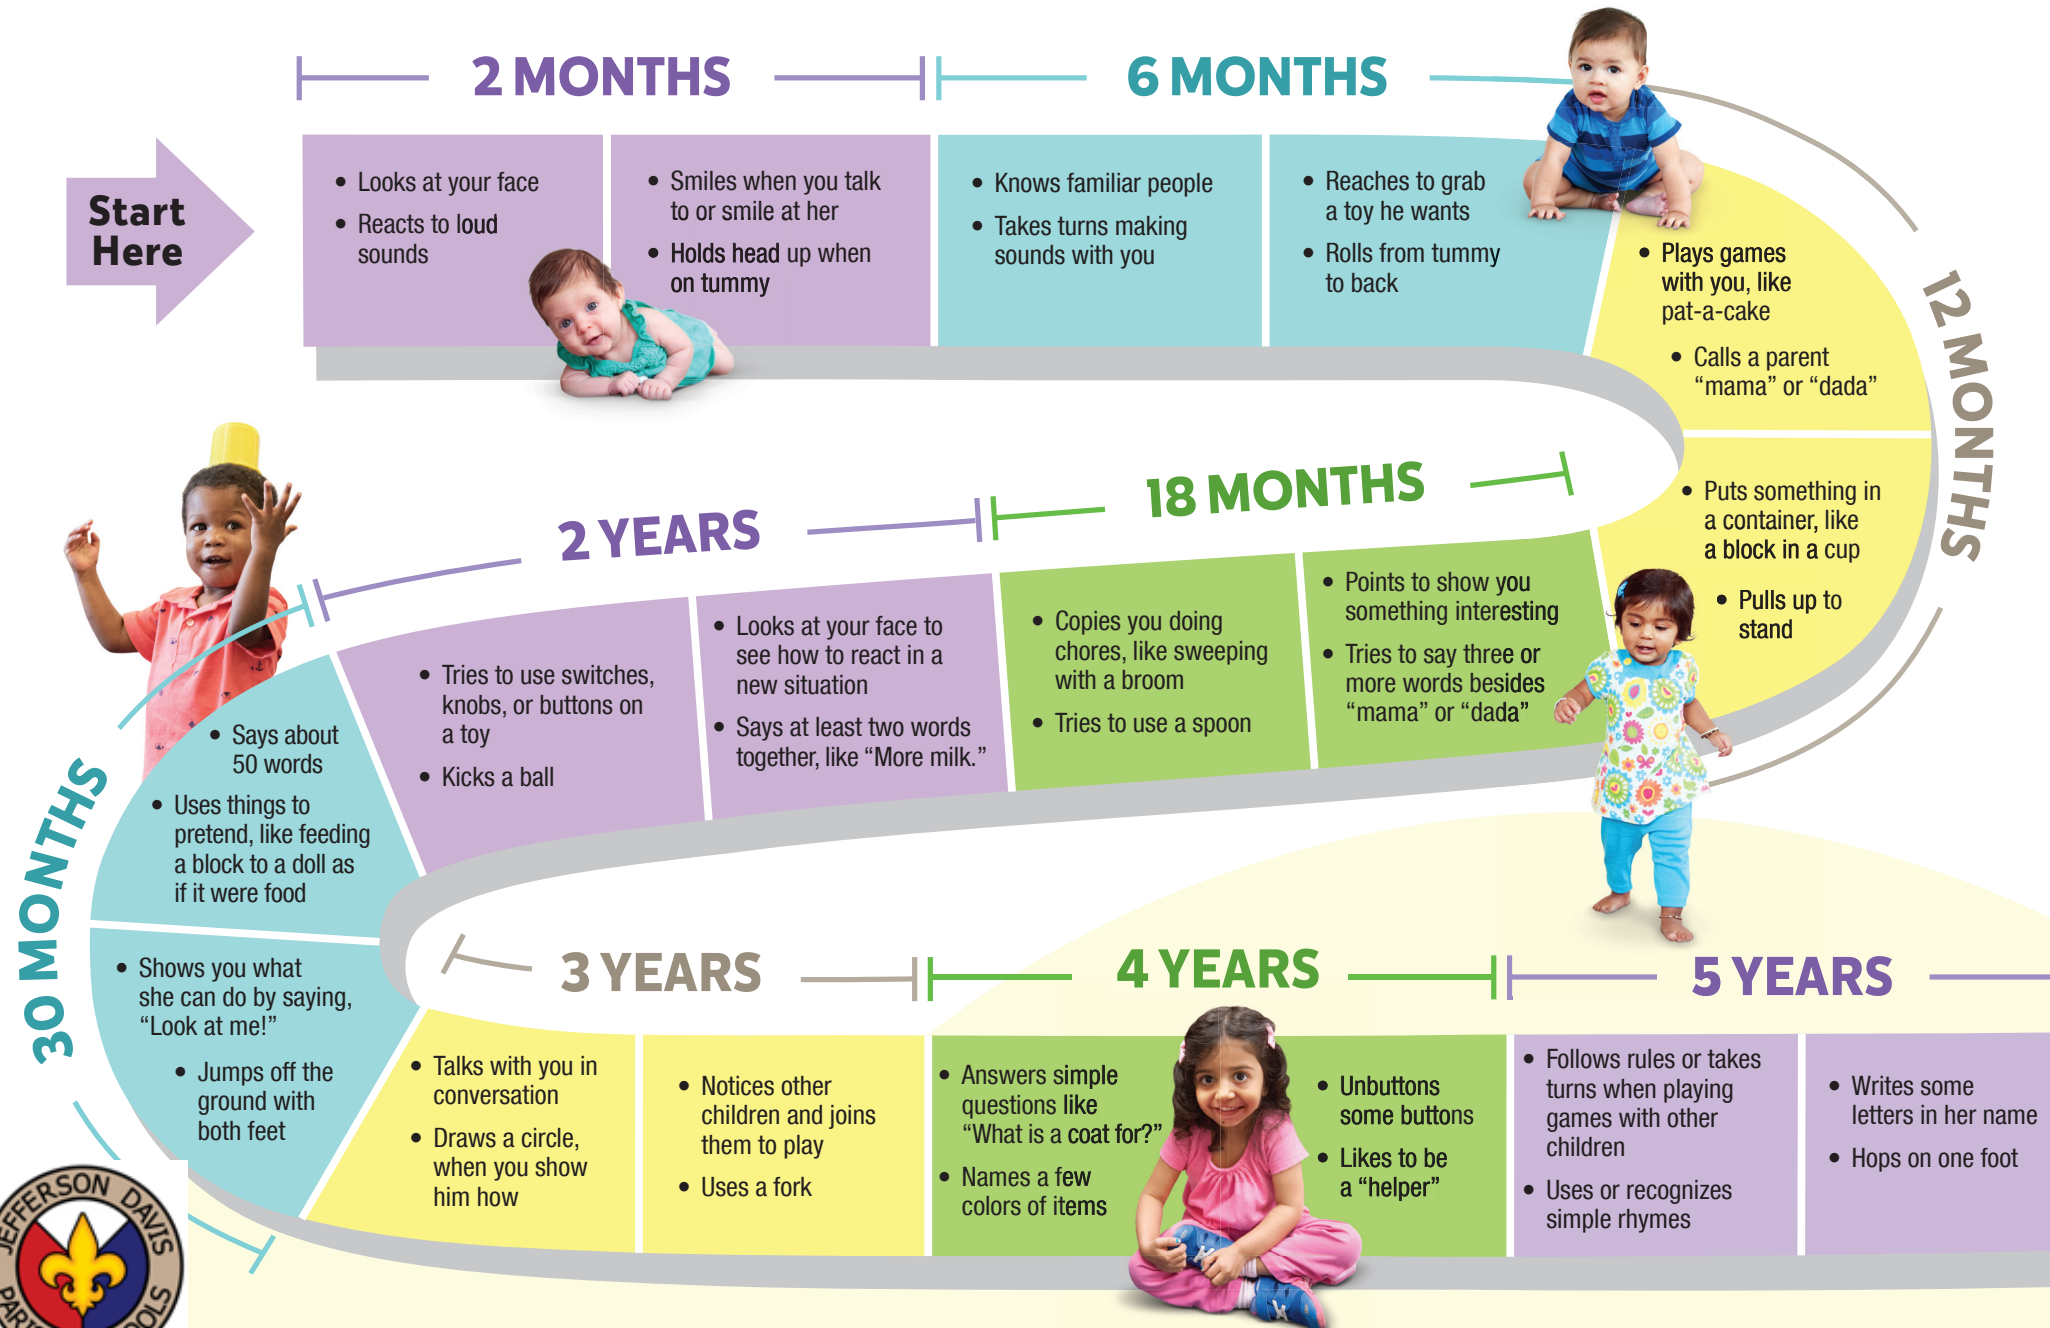 2 MONTHS
6 MONTHS
Start
Here
• Looks at your face
• Reacts to loud
sounds
• Smiles when you talk
to or smile at her
• Holds head up when
on tummy
• Knows familiar people
• Takes turns making
sounds with you
• Reaches to grab
a toy he wants
• Rolls from tummy
to back
12 MONTHS
• Plays games
with you, like
pat-a-cake
• Calls a parent
“mama” or “dada”
• Puts something in
a container, like
a block in a cup
• Pulls up to
stand
18 MONTHS
• Points to show you
something interesting
• Tries to say three or
more words besides
“mama” or “dada”
• Copies you doing
chores, like sweeping
with a broom
• Tries to use a spoon
2 YEARS
• Looks at your face to
see how to react in a
new situation
• Says at least two words
together, like “More milk.”
• Tries to use switches,
knobs, or buttons on
a toy
• Kicks a ball
30 MONTHS
• Says about
50 words
• Uses things to
pretend, like feeding
a block to a doll as
if it were food
• Shows you what
she can do by saying,
“Look at me!”
• Jumps off the
ground with
both feet
3 YEARS
• Talks with you in
conversation
• Draws a circle,
when you show
him how
• Notices other
children and joins
them to play
• Uses a fork
4 YEARS
• Answers simple
questions like
“What is a coat for?”
• Names a few
colors of items
• Unbuttons
some buttons
• Likes to be
a “helper”
5 YEARS
• Follows rules or takes
turns when playing
games with other
children
• Uses or recognizes
simple rhymes
• Writes some
letters in her name
• Hops on one foot
JEFFERSON DAVIS